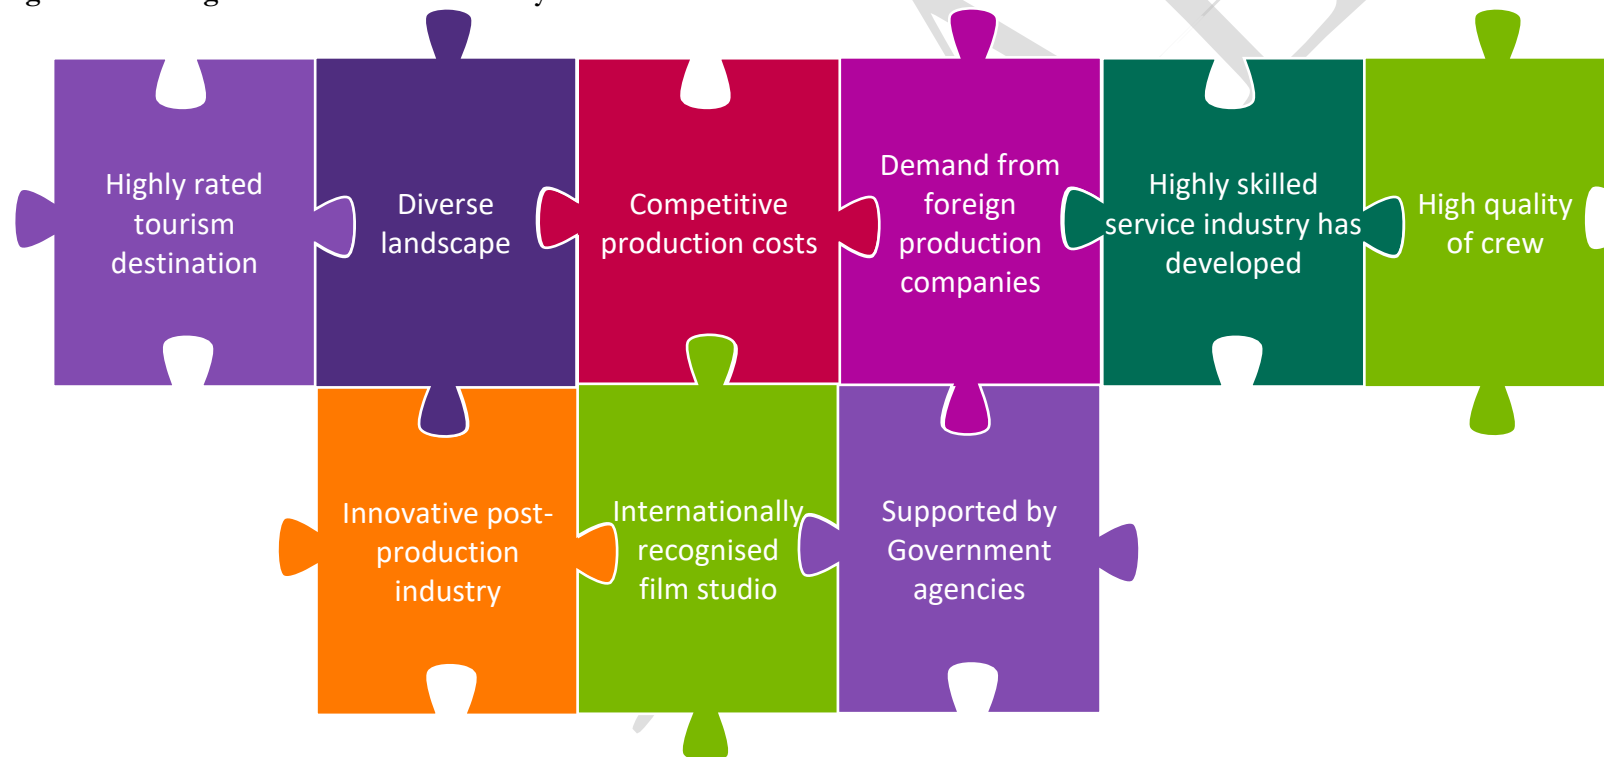 Highly rated
tourism
destination
Diverse
landscape
Competitive
production costs
Demand from
foreign
production
companies
Highly skilled
service industry has
developed
High quality
of crew
Innovative post-
production
industry
Internationally
recognised
film studio
Supported by
Government
agencies